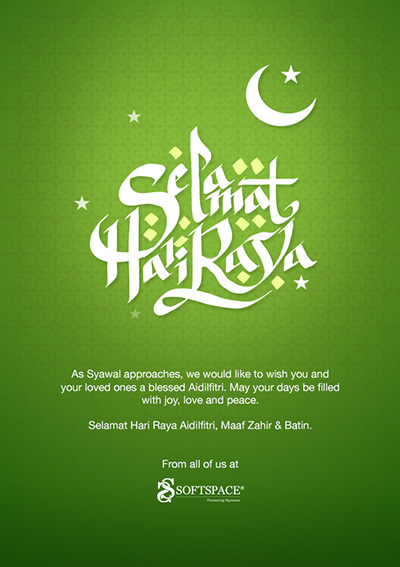 Selamat
Hari Raya
As Syawal approaches, we would like to wish you and
your loved ones a blessed Aidilfitri. May your days be filled
with joy, love and peace.
Selamat Hari Raya Aidilfitri, Maaf Zahir & Batin.
From all of us at
SOFTSPACE®
Pioneering Payments